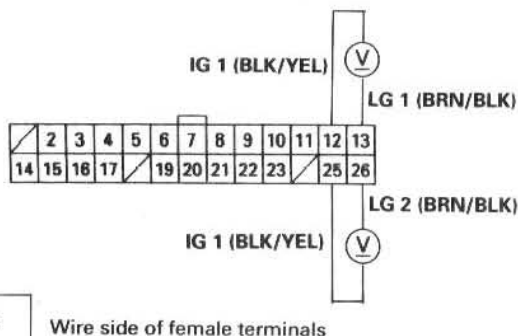 IG 1 (BLK/YEL)
V
LG 1 (BRN/BLK)
2 3 4 5 6 7 8 9 10 11 12 13
14 15 16 17 19 20 21 22 23 25 26
LG 2 (BRN/BLK)
IG 1 (BLK/YEL)
V
Wire side of female terminals